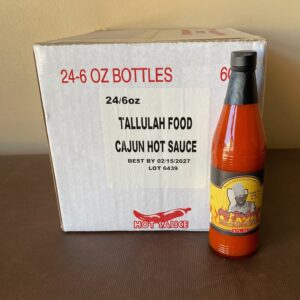 24-6 OZ BOTTLES
60
24/6oz
TALLULAH FOOD
CAJUN HOT SAUCE
BEST BY 02/15/2027
LOT 6439
HOT SAUCE